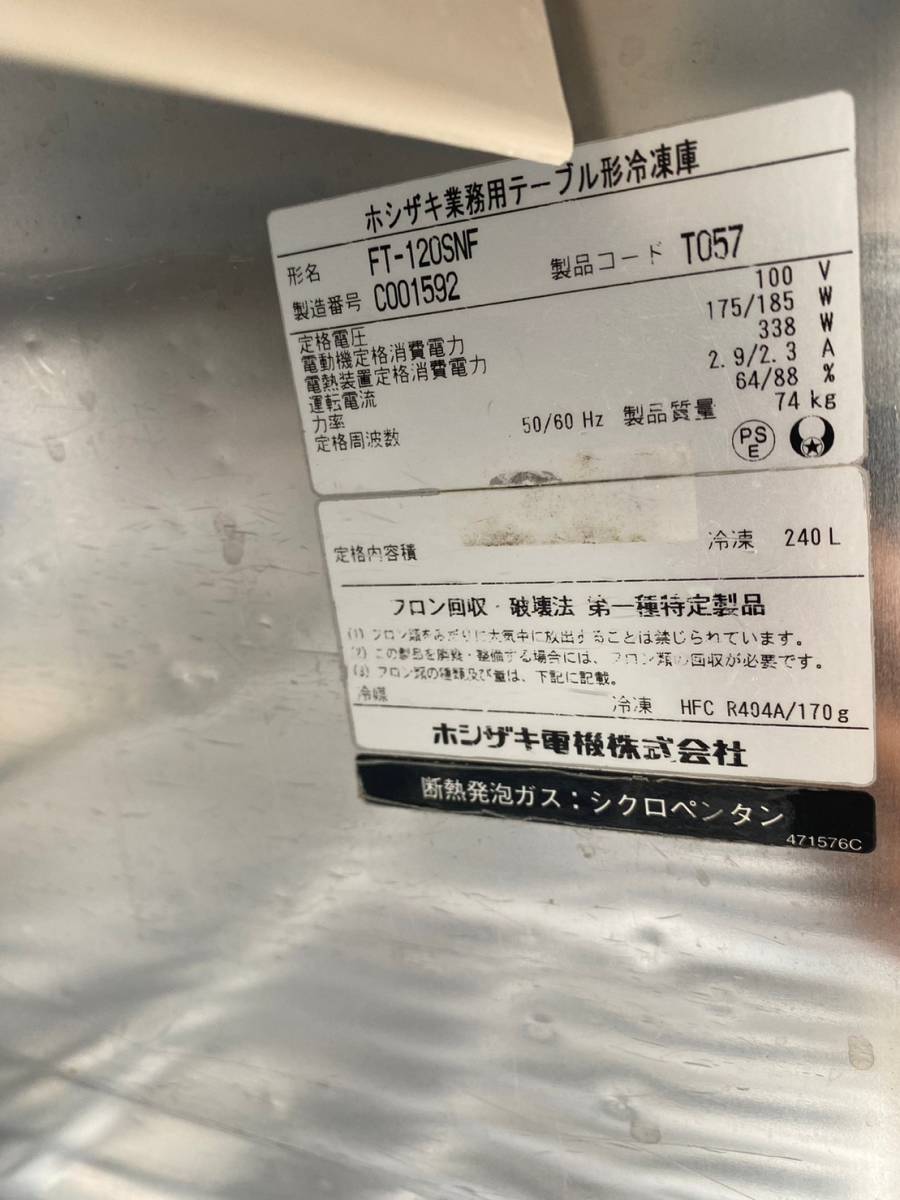 ホシザキ業務用テーブル形冷凍庫
形名 FT-120SNF
製造番号 C001592 製品コード T057
定格電圧 100 V
電動機定格消費電力 175/185 W
電熱装置定格消費電力 338 W
運転電流 2.9/2.3 A
力率 64/88 %
定格周波数 50/60 Hz 製品質量 74 kg
PS
E
定格内容積 冷凍 240 L
フロン回収・破壊法 第一種特定製品
(1) フロン類をみだりに大気中に放出することは禁じられています。
(2) この製品を廃棄・整備する場合には、フロン類の回収が必要です。
(3) フロン類の種類及び量は、下記に記載。
冷媒 冷凍 HFC R404A/170g
ホシザキ電機株式会社
断熱発泡ガス：シクロペンタン
471576C